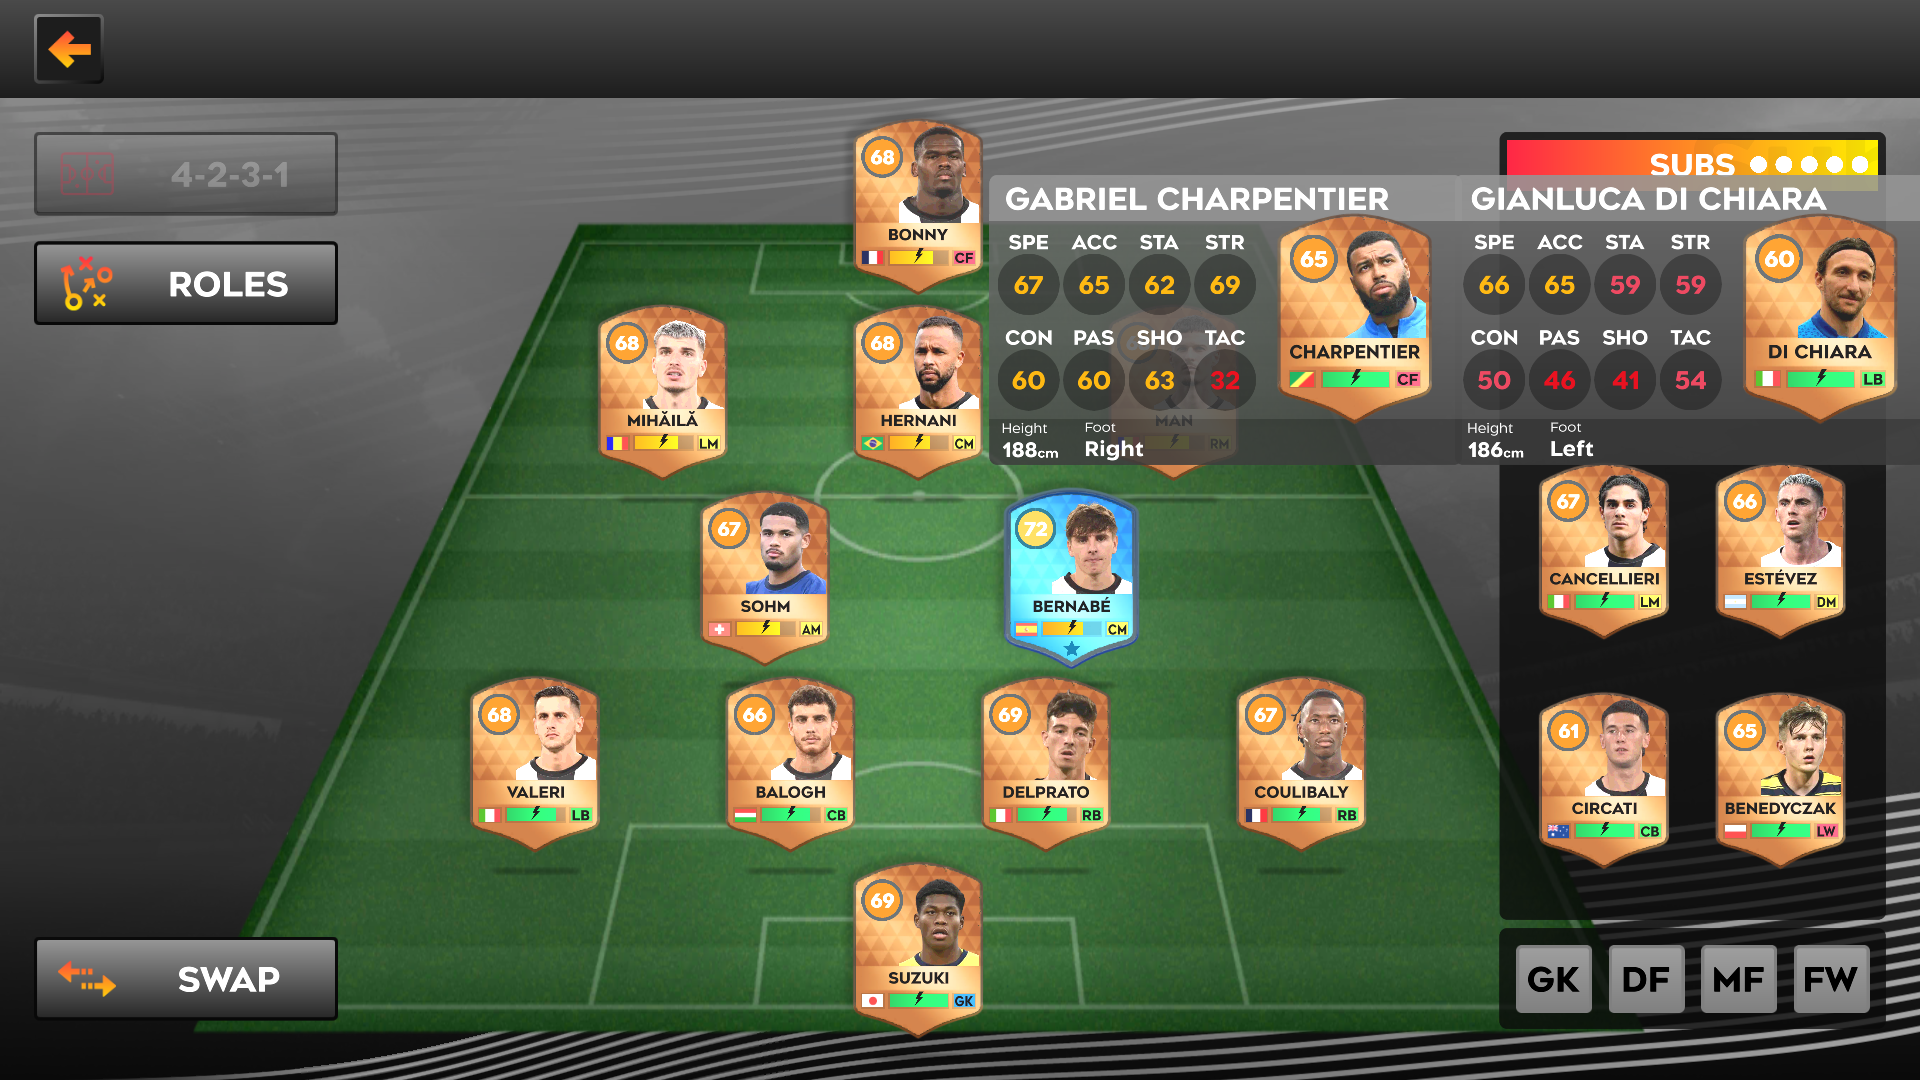 4-2-3-1
ROLES
SWAP
68
BONNY
CF
68
MIHĂILĂ
LM
68
HERNANI
CM
MAN
RM
67
SOHM
AM
72
BERNABÉ
CM
68
VALERI
LB
66
BALOGH
CB
69
DELPRATO
RB
67
COULIBALY
RB
69
SUZUKI
GK
SUBS
GABRIEL CHARPENTIER
SPE ACC STA STR
67 65 62 69
CON PAS SHO TAC
60 60 63 32
Height Foot
188cm Right
65
CHARPENTIER
CF
GIANLUCA DI CHIARA
SPE ACC STA STR
66 65 59 59
CON PAS SHO TAC
50 46 41 54
Height Foot
186cm Left
60
DI CHIARA
LB
67
CANCELLIERI
LM
66
ESTÉVEZ
DM
61
CIRCATI
CB
65
BENEDYCZAK
LW
GK DF MF FW